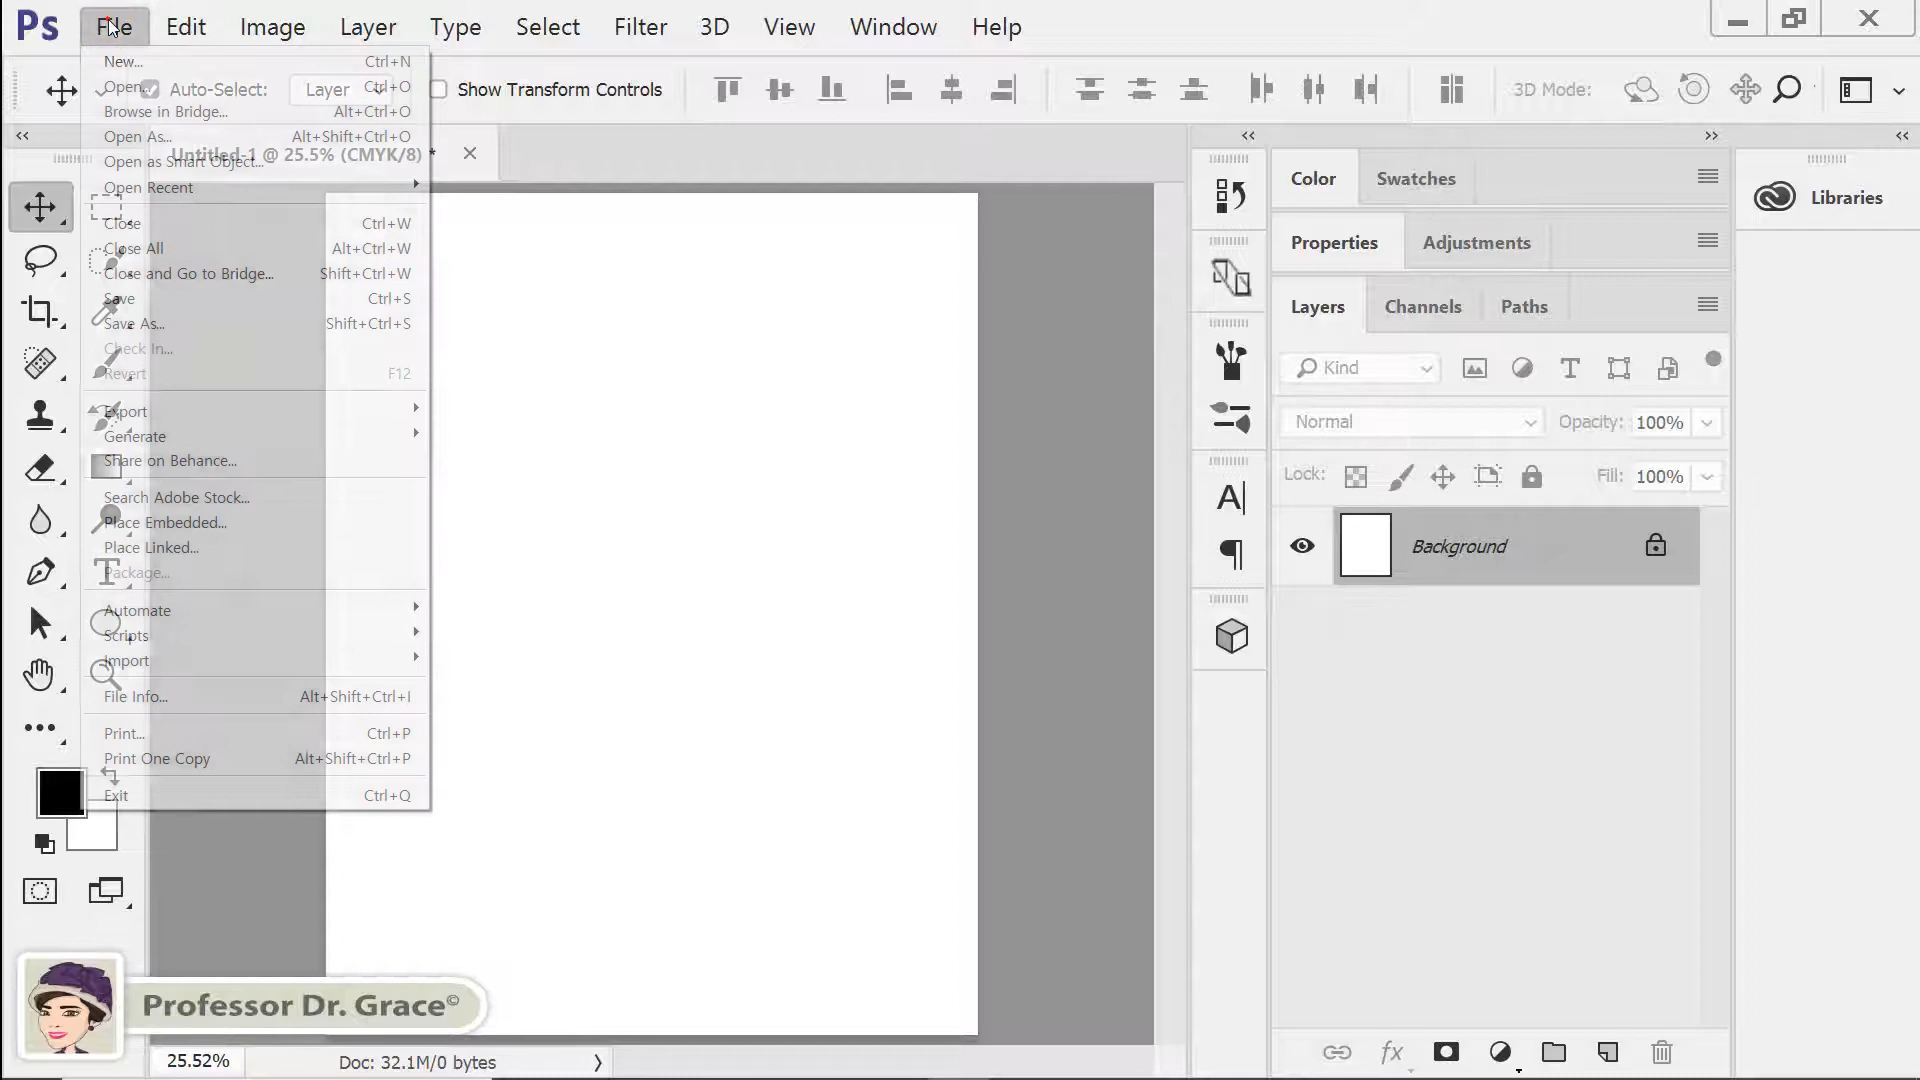 Ps File Edit Image Layer Type Select Filter 3D View Window Help
Auto-Select: Layer Show Transform Controls 3D Mode:
Untitled-1 @ 25.5% (CMYK/8) *
New... Ctrl+N
Open... Ctrl+O
Browse in Bridge... Alt+Ctrl+O
Open As... Alt+Shift+Ctrl+O
Open as Smart Object...
Open Recent
Close Ctrl+W
Close All Alt+Ctrl+W
Close and Go to Bridge... Shift+Ctrl+W
Save Ctrl+S
Save As... Shift+Ctrl+S
Check In...
Revert F12
Export
Generate
Share on Behance...
Search Adobe Stock...
Place Embedded...
Place Linked...
Package...
Automate
Scripts
Import
File Info... Alt+Shift+Ctrl+I
Print... Ctrl+P
Print One Copy Alt+Shift+Ctrl+P
Exit Ctrl+Q
Color Swatches
Properties Adjustments
Layers Channels Paths
Kind
Normal Opacity: 100%
Lock: Fill: 100%
Background
Libraries
Professor Dr. Grace©
25.52% Doc: 32.1M/0 bytes